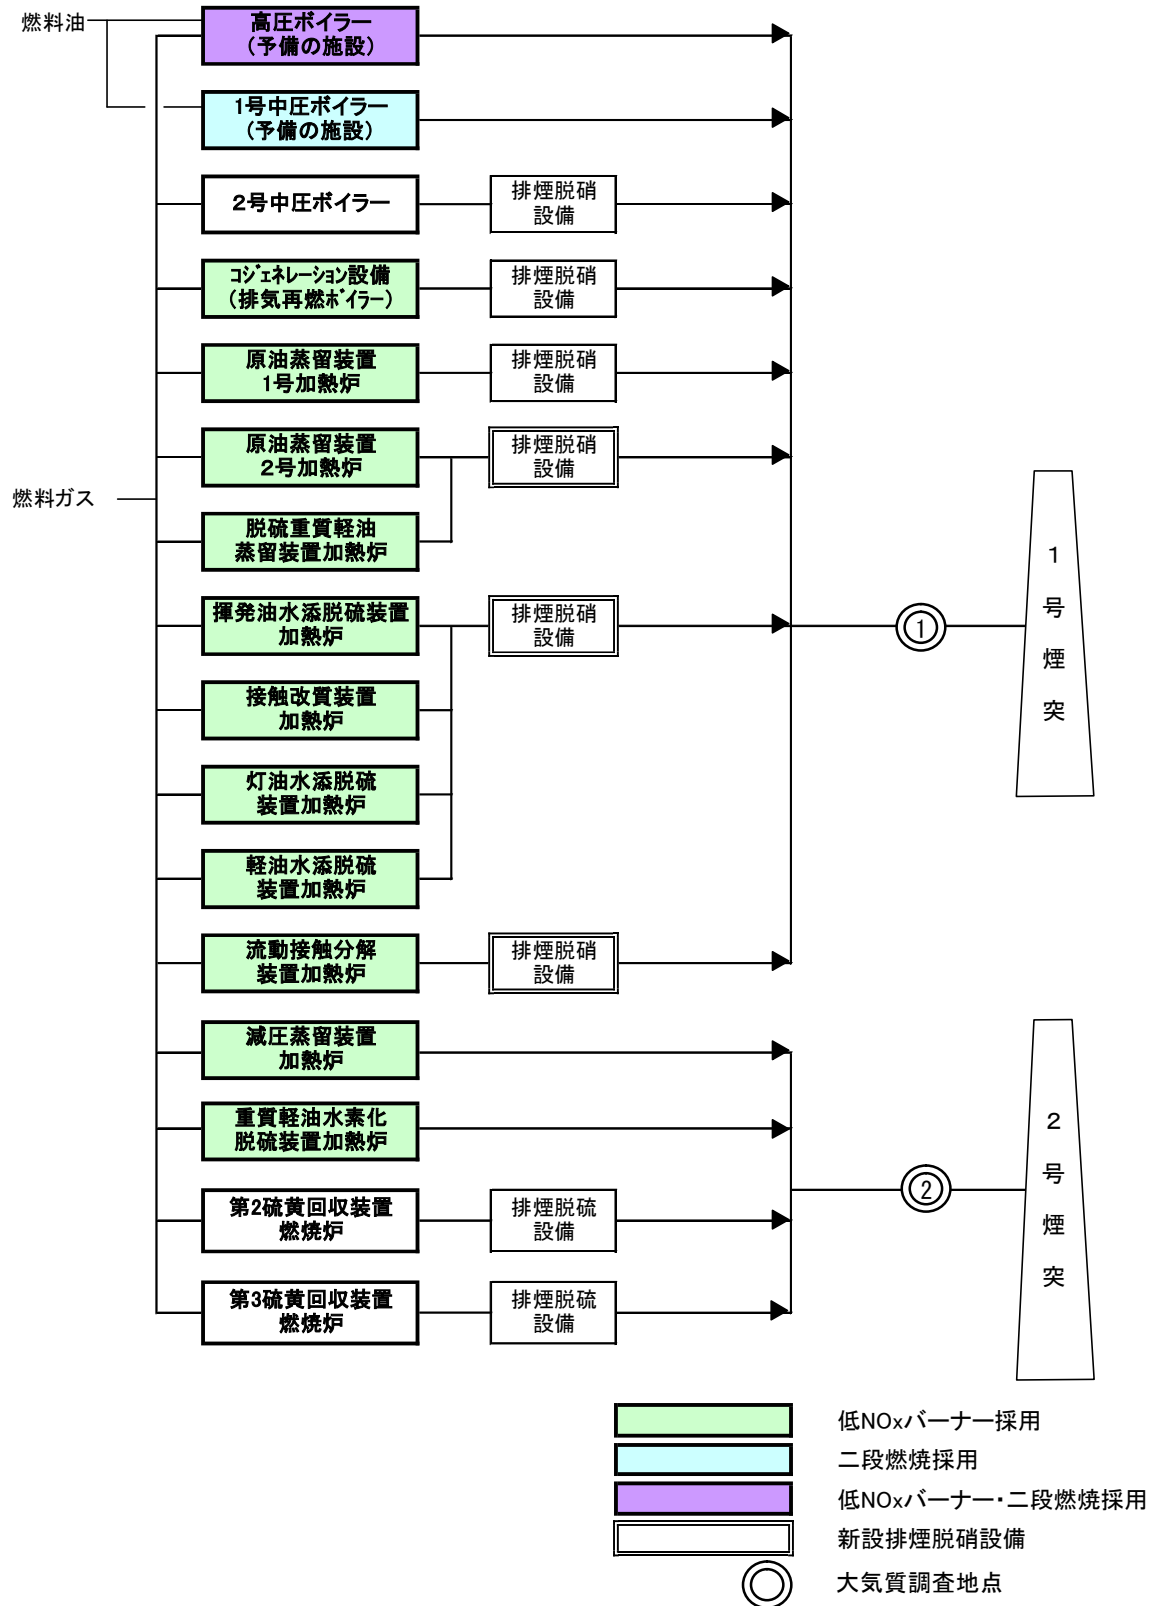 燃料油
高圧ボイラー
(予備の施設)
1号中圧ボイラー
(予備の施設)
２号中圧ボイラー
排煙脱硝
設備
ｺｼﾞｪﾈﾚｰｼｮﾝ設備
(排気再燃ﾎﾞｲﾗｰ)
排煙脱硝
設備
原油蒸留装置
1号加熱炉
排煙脱硝
設備
原油蒸留装置
２号加熱炉
排煙脱硝
設備
燃料ガス
脱硫重質軽油
蒸留装置加熱炉
揮発油水添脱硫装置
加熱炉
排煙脱硝
設備
接触改質装置
加熱炉
灯油水添脱硫
装置加熱炉
軽油水添脱硫
装置加熱炉
流動接触分解
装置加熱炉
排煙脱硝
設備
①
１号煙突
減圧蒸留装置
加熱炉
重質軽油水素化
脱硫装置加熱炉
第2硫黄回収装置
燃焼炉
排煙脱硫
設備
第3硫黄回収装置
燃焼炉
排煙脱硫
設備
②
２号煙突
低NOxバーナー採用
二段燃焼採用
低NOxバーナー・二段燃焼採用
新設排煙脱硝設備
大気質調査地点